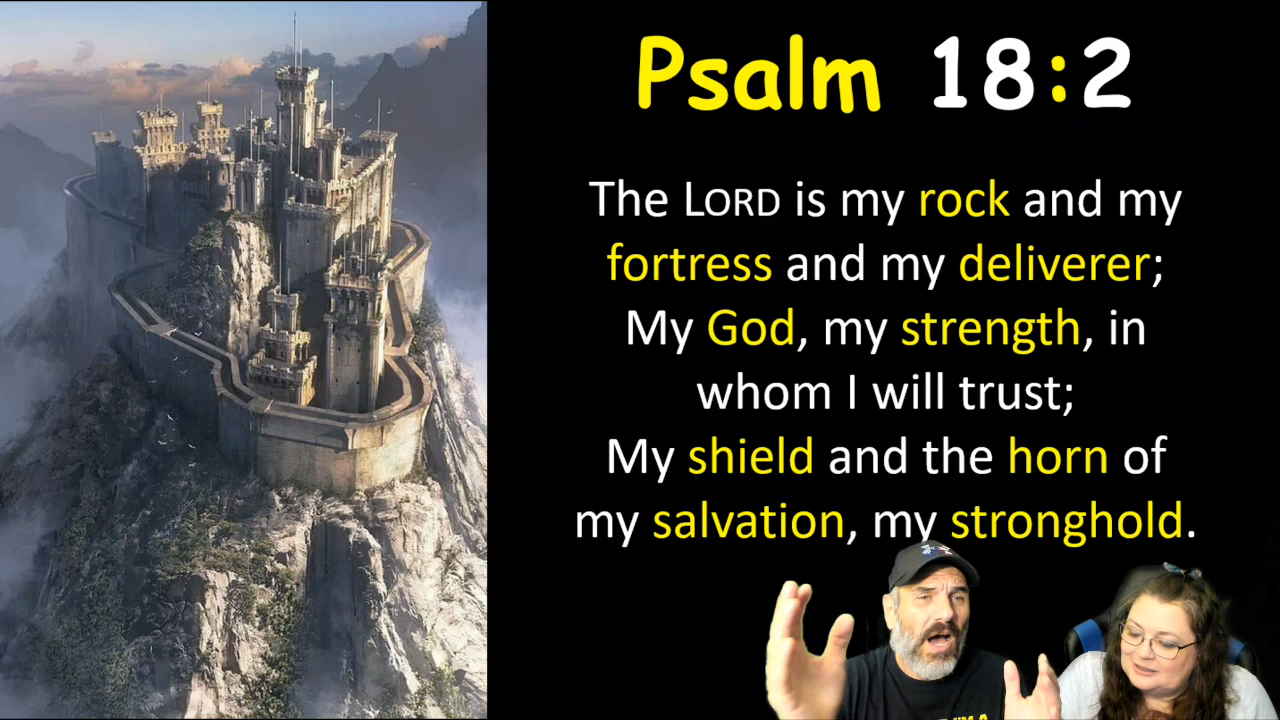 Psalm 18:2
The LORD is my rock and my
fortress and my deliverer;
My God, my strength, in
whom I will trust;
My shield and the horn of
my salvation, my stronghold.